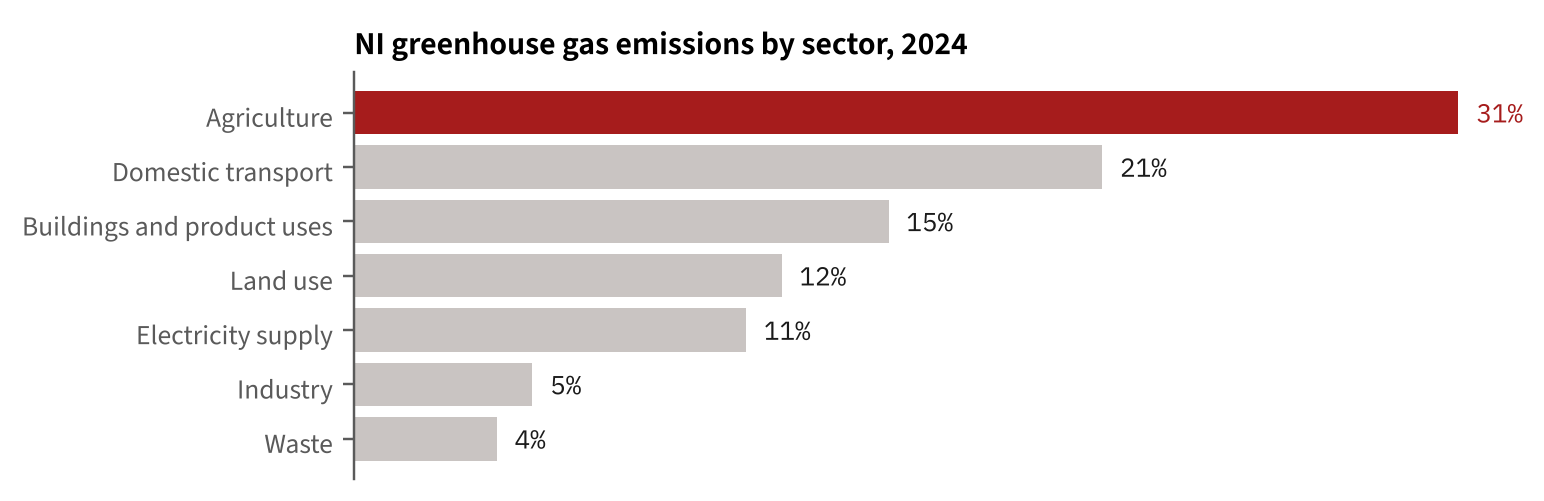 NI greenhouse gas emissions by sector, 2024
Agriculture 31%
Domestic transport 21%
Buildings and product uses 15%
Land use 12%
Electricity supply 11%
Industry 5%
Waste 4%